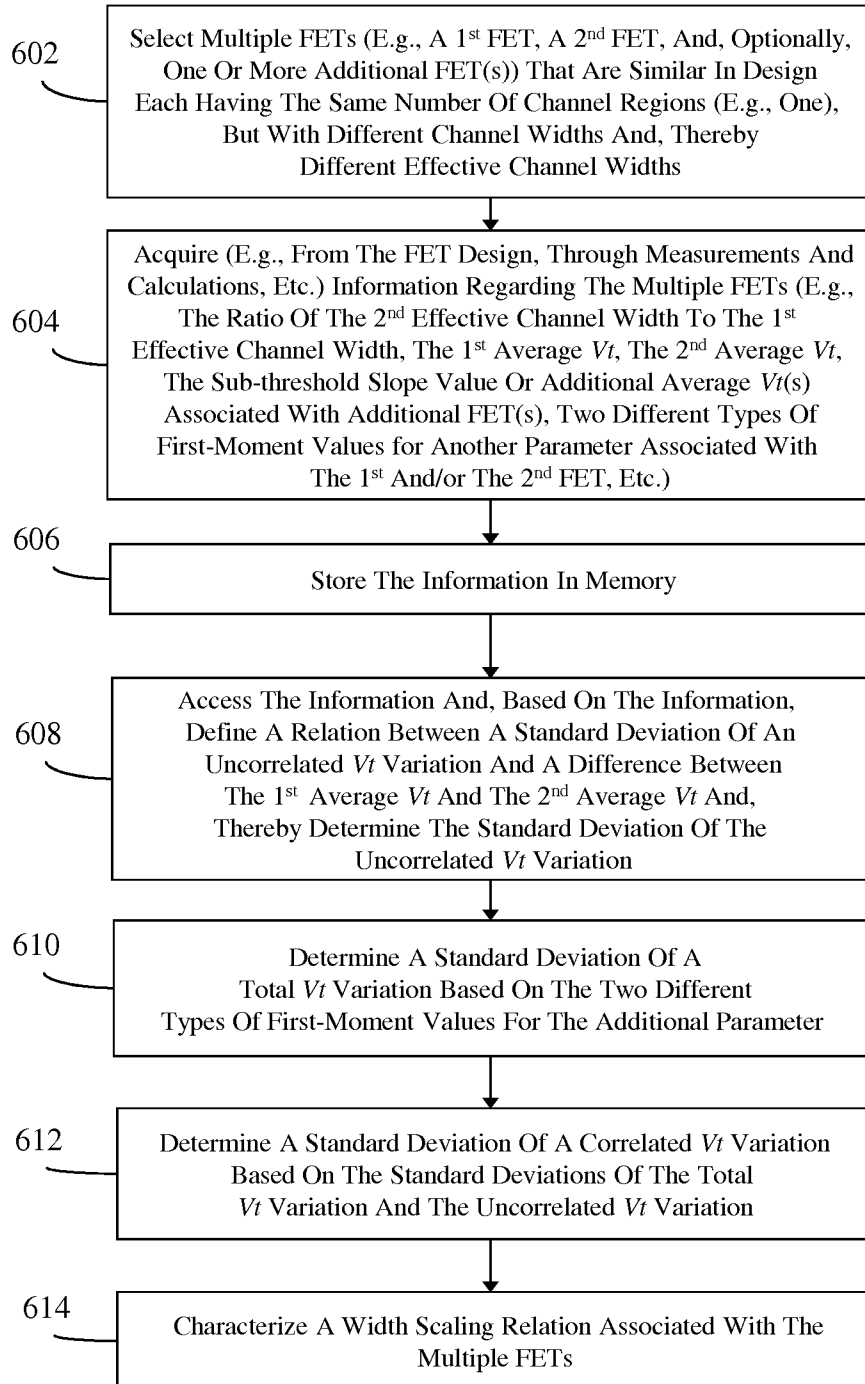 602
Select Multiple FETs (E.g., A 1st FET, A 2nd FET, And, Optionally,
One Or More Additional FET(s)) That Are Similar In Design
Each Having The Same Number Of Channel Regions (E.g., One),
But With Different Channel Widths And, Thereby
Different Effective Channel Widths
604
Acquire (E.g., From The FET Design, Through Measurements And
Calculations, Etc.) Information Regarding The Multiple FETs (E.g.,
The Ratio Of The 2nd Effective Channel Width To The 1st
Effective Channel Width, The 1st Average Vt, The 2nd Average Vt,
The Sub-threshold Slope Value Or Additional Average Vt(s)
Associated With Additional FET(s), Two Different Types Of
First-Moment Values for Another Parameter Associated With
The 1st And/or The 2nd FET, Etc.)
606
Store The Information In Memory
608
Access The Information And, Based On The Information,
Define A Relation Between A Standard Deviation Of An
Uncorrelated Vt Variation And A Difference Between
The 1st Average Vt And The 2nd Average Vt And,
Thereby Determine The Standard Deviation Of The
Uncorrelated Vt Variation
610
Determine A Standard Deviation Of A
Total Vt Variation Based On The Two Different
Types Of First-Moment Values For The Additional Parameter
612
Determine A Standard Deviation Of A Correlated Vt Variation
Based On The Standard Deviations Of The Total
Vt Variation And The Uncorrelated Vt Variation
614
Characterize A Width Scaling Relation Associated With The
Multiple FETs